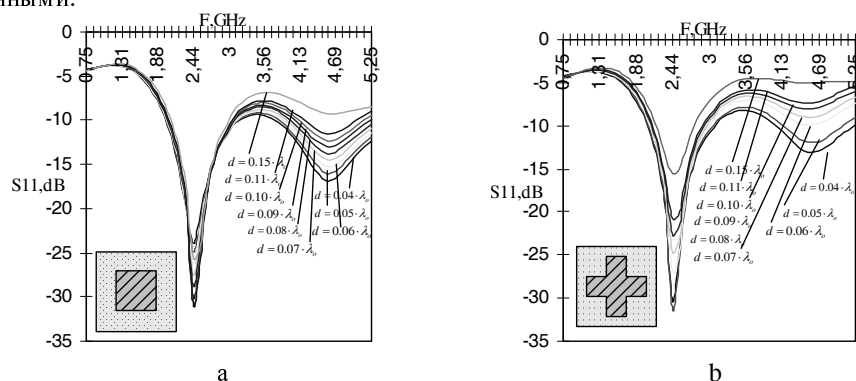 нными.
F,GHz
0
-5
-10
-15
-20
-25
-30
-35
S11,dB
0,75
1,31
1,88
2,44
3
3,56
4,13
4,69
5,25
d = 0.15·λ
d = 0.11·λ
d = 0.10·λₒ
d = 0.09·λₒ
d = 0.08·λₒ
d = 0.07·λₒ
d = 0.04·λₒ
d = 0.05·λₒ
d = 0.06·λₒ
a
F,GHz
0
-5
-10
-15
-20
-25
-30
-35
S11,dB
0,75
1,31
1,88
2,44
3
3,56
4,13
4,69
5,25
d = 0.15·λ
d = 0.11·λₒ
d = 0.10·λₒ
d = 0.09·λₒ
d = 0.08·λ
d = 0.07·λₒ
d = 0.04·λₒ
d = 0.05·λₒ
d = 0.06·λₒ
b